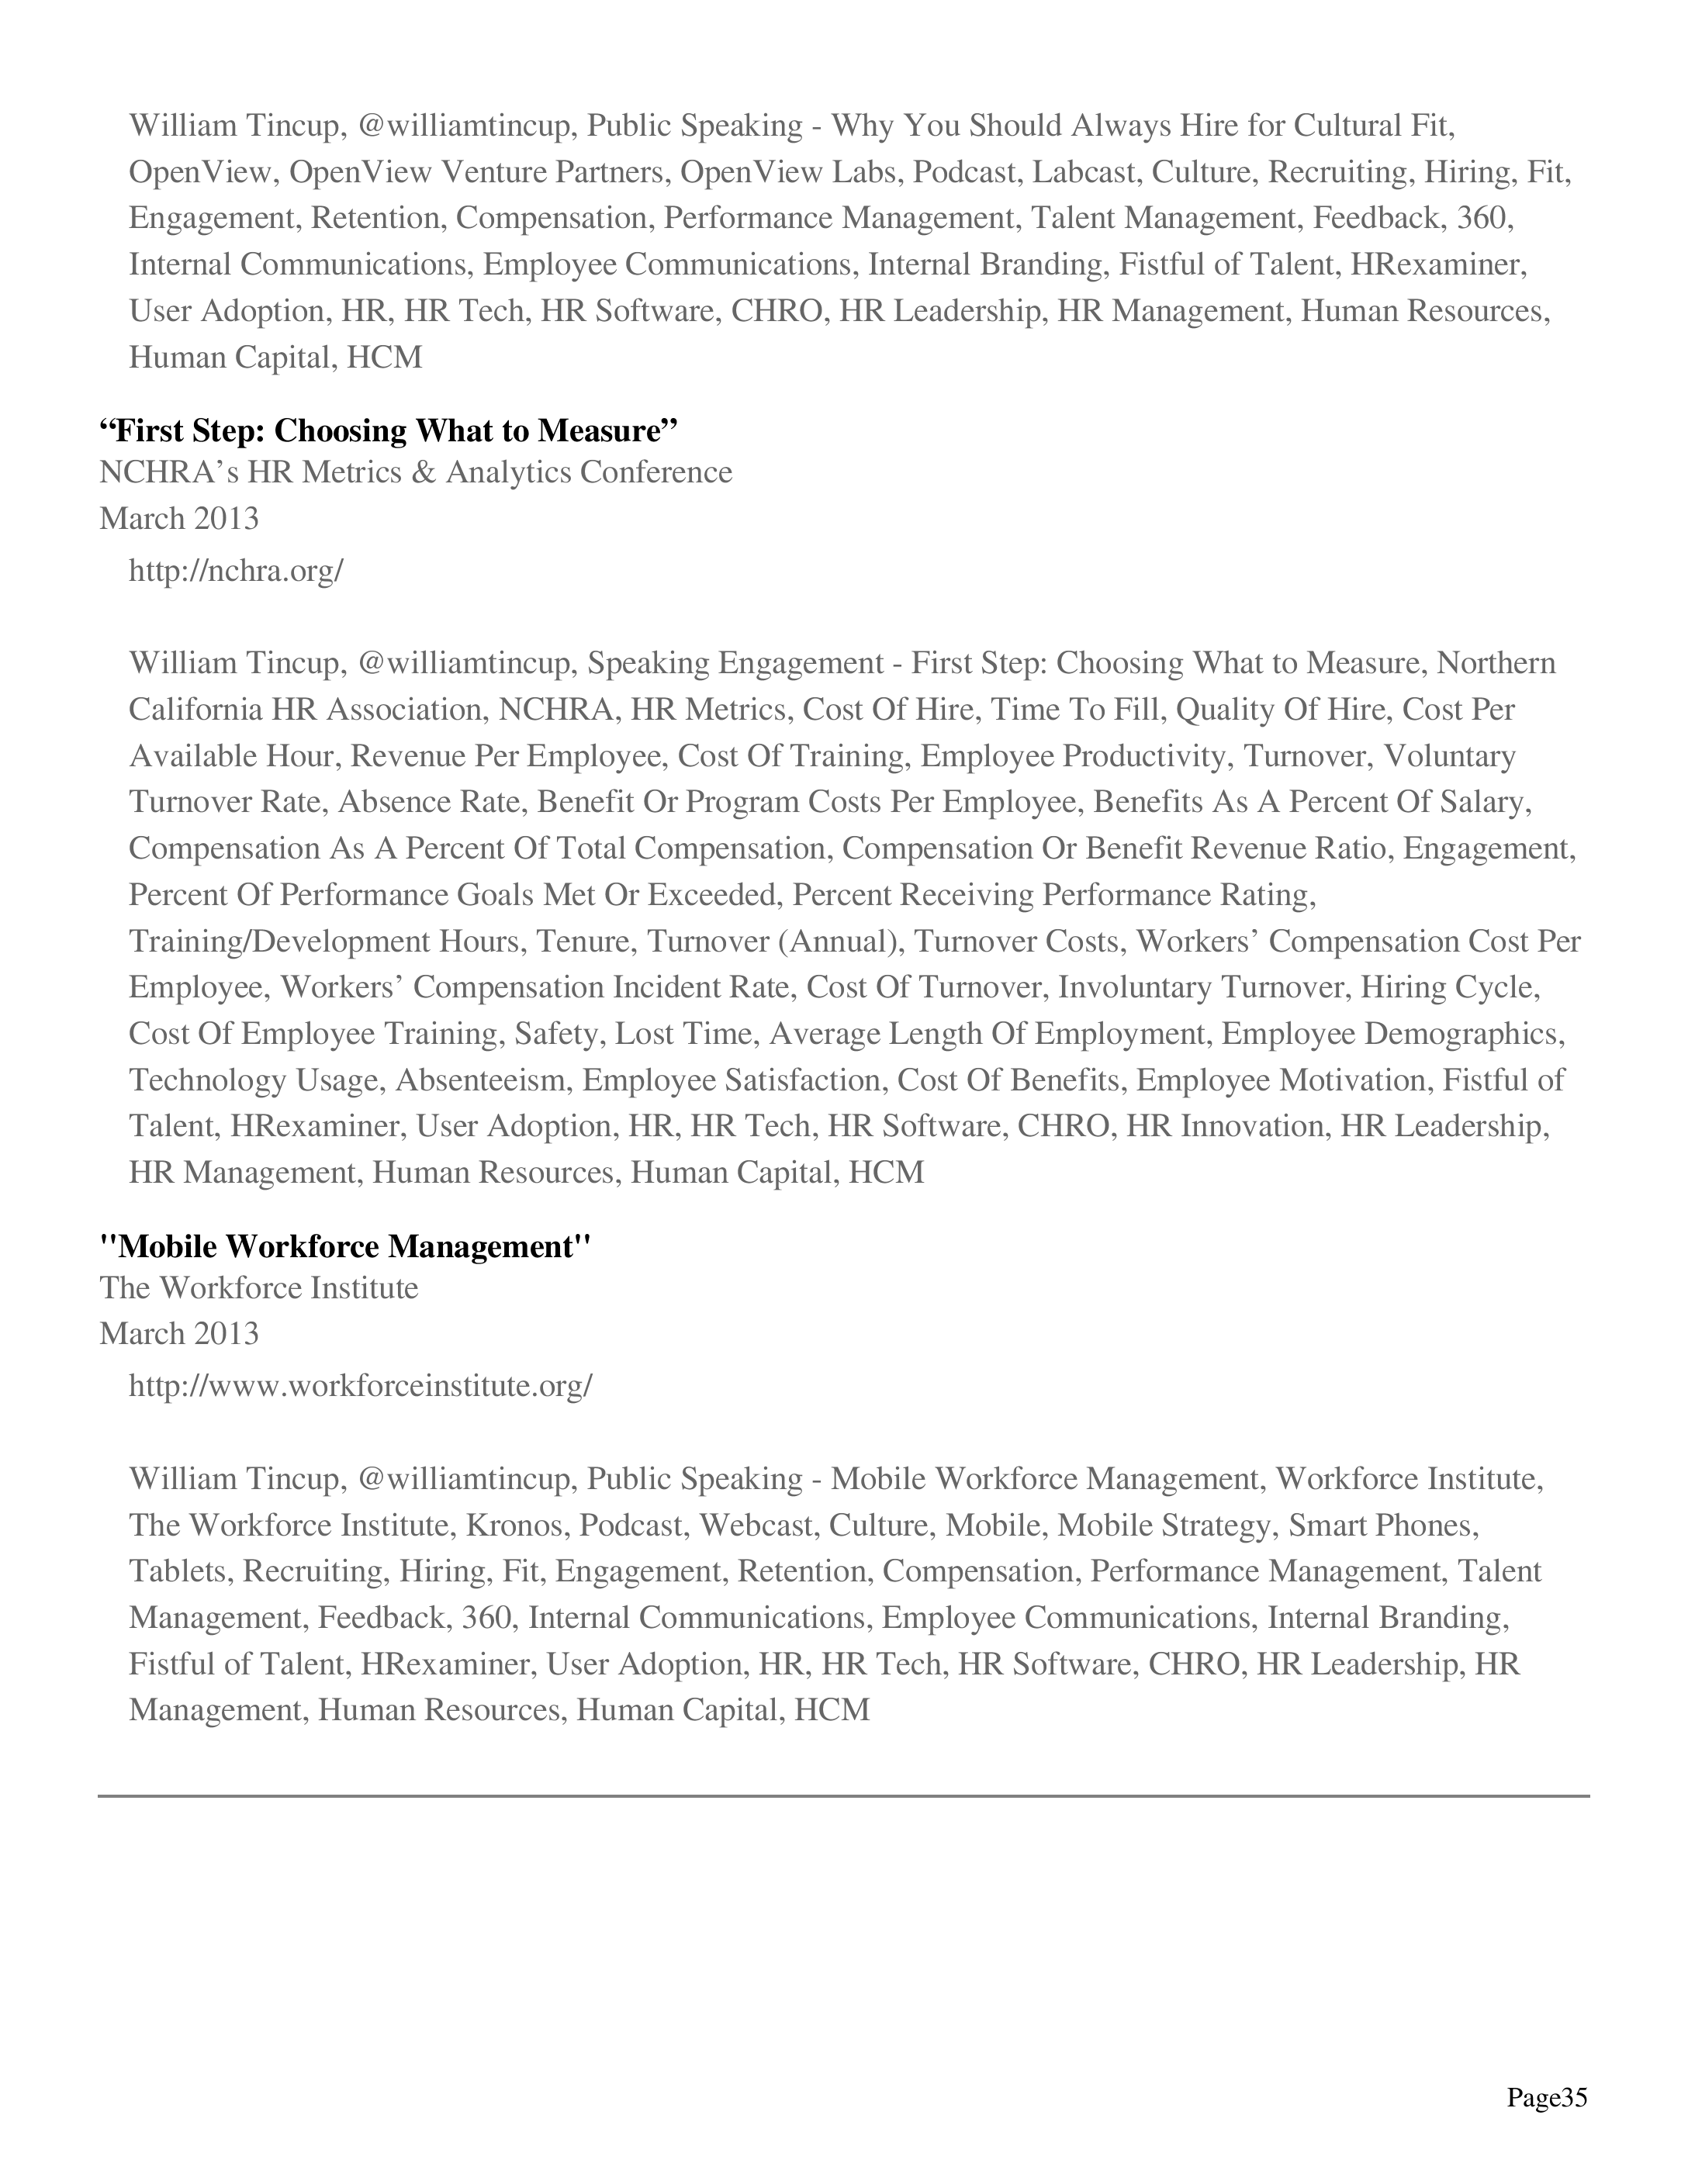 William Tincup, @williamtincup, Public Speaking - Why You Should Always Hire for Cultural Fit,
OpenView, OpenView Venture Partners, OpenView Labs, Podcast, Labcast, Culture, Recruiting, Hiring, Fit,
Engagement, Retention, Compensation, Performance Management, Talent Management, Feedback, 360,
Internal Communications, Employee Communications, Internal Branding, Fistful of Talent, HRexaminer,
User Adoption, HR, HR Tech, HR Software, CHRO, HR Leadership, HR Management, Human Resources,
Human Capital, HCM
“First Step: Choosing What to Measure”
NCHRA’s HR Metrics & Analytics Conference
March 2013
http://nchra.org/
William Tincup, @williamtincup, Speaking Engagement - First Step: Choosing What to Measure, Northern
California HR Association, NCHRA, HR Metrics, Cost Of Hire, Time To Fill, Quality Of Hire, Cost Per
Available Hour, Revenue Per Employee, Cost Of Training, Employee Productivity, Turnover, Voluntary
Turnover Rate, Absence Rate, Benefit Or Program Costs Per Employee, Benefits As A Percent Of Salary,
Compensation As A Percent Of Total Compensation, Compensation Or Benefit Revenue Ratio, Engagement,
Percent Of Performance Goals Met Or Exceeded, Percent Receiving Performance Rating,
Training/Development Hours, Tenure, Turnover (Annual), Turnover Costs, Workers’ Compensation Cost Per
Employee, Workers’ Compensation Incident Rate, Cost Of Turnover, Involuntary Turnover, Hiring Cycle,
Cost Of Employee Training, Safety, Lost Time, Average Length Of Employment, Employee Demographics,
Technology Usage, Absenteeism, Employee Satisfaction, Cost Of Benefits, Employee Motivation, Fistful of
Talent, HRexaminer, User Adoption, HR, HR Tech, HR Software, CHRO, HR Innovation, HR Leadership,
HR Management, Human Resources, Human Capital, HCM
"Mobile Workforce Management"
The Workforce Institute
March 2013
http://www.workforceinstitute.org/
William Tincup, @williamtincup, Public Speaking - Mobile Workforce Management, Workforce Institute,
The Workforce Institute, Kronos, Podcast, Webcast, Culture, Mobile, Mobile Strategy, Smart Phones,
Tablets, Recruiting, Hiring, Fit, Engagement, Retention, Compensation, Performance Management, Talent
Management, Feedback, 360, Internal Communications, Employee Communications, Internal Branding,
Fistful of Talent, HRexaminer, User Adoption, HR, HR Tech, HR Software, CHRO, HR Leadership, HR
Management, Human Resources, Human Capital, HCM
Page35